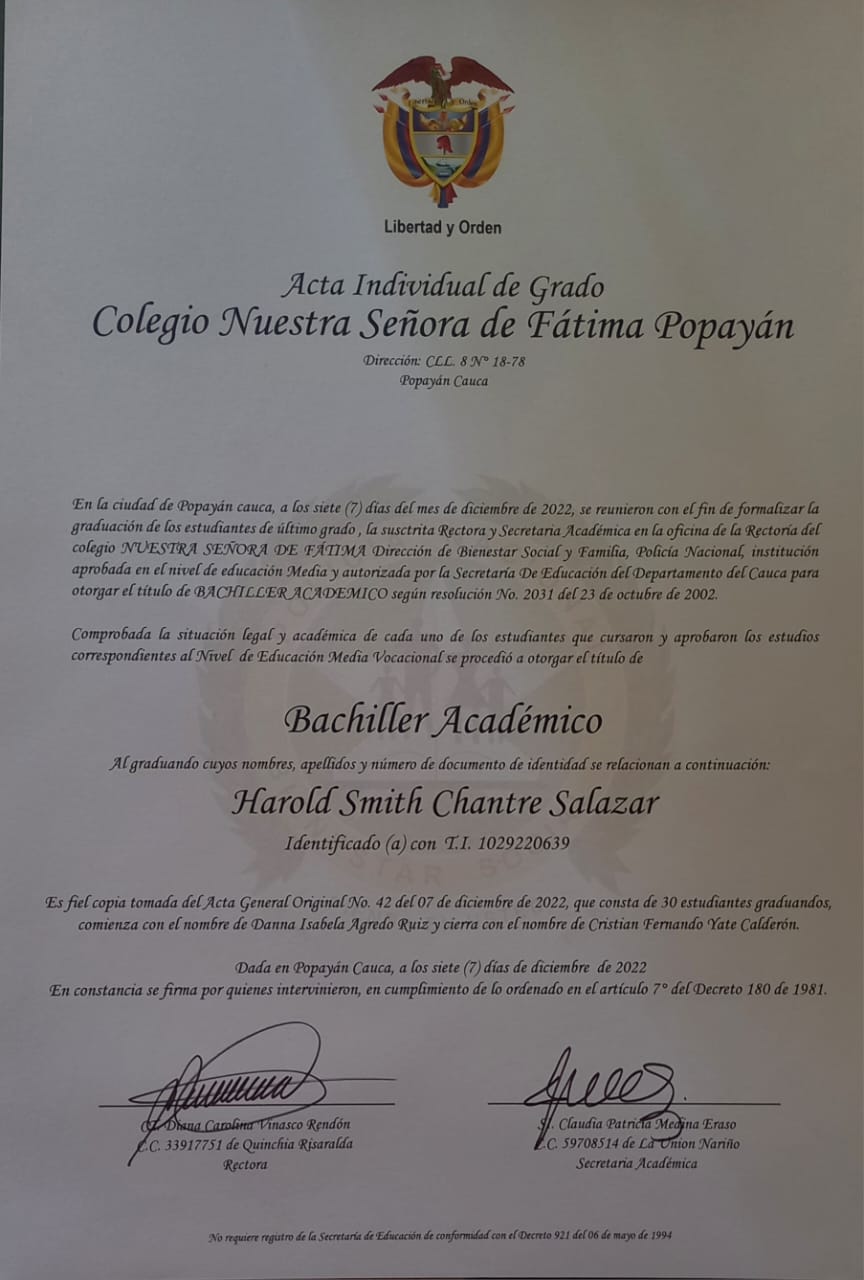 Libertad y Orden
Libertad y Orden
Acta Individual de Grado
Colegio Nuestra Señora de Fátima Popayán
Dirección: CLL. 8 Nº 18-78
Popayán Cauca
En la ciudad de Popayán cauca, a los siete (7) días del mes de diciembre de 2022, se reunieron con el fin de formalizar la
graduación de los estudiantes de último grado , la susctrita Rectora y Secretaria Académica en la oficina de la Rectoría del
colegio NUESTRA SEÑORA DE FÁTIMA Dirección de Bienestar Social y Familia, Policía Nacional, institución
aprobada en el nivel de educación Media y autorizada por la Secretaría De Educación del Departamento del Cauca para
otorgar el título de BACHILLER ACADEMICO según resolución No. 2031 del 23 de octubre de 2002.
Comprobada la situación legal y académica de cada uno de los estudiantes que cursaron y aprobaron los estudios
correspondientes al Nivel de Educación Media Vocacional se procedió a otorgar el título de
Bachiller Académico
Al graduando cuyos nombres, apellidos y número de documento de identidad se relacionan a continuación:
Harold Smith Chantre Salazar
Identificado (a) con T.I. 1029220639
Es fiel copia tomada del Acta General Original No. 42 del 07 de diciembre de 2022, que consta de 30 estudiantes graduandos,
comienza con el nombre de Danna Isabela Agredo Ruiz y cierra con el nombre de Cristian Fernando Yate Calderón.
Dada en Popayán Cauca, a los siete (7) días de diciembre de 2022
En constancia se firma por quienes intervinieron, en cumplimiento de lo ordenado en el artículo 7° del Decreto 180 de 1981.
Diana Carolina Vinasco Rendón
C.C. 33917751 de Quinchia Risaralda
Rectora
Claudia Patricia Medina Eraso
C.C. 59708514 de La Union Nariño
Secretaria Académica
No requiere registro de la Secretaría de Educación de conformidad con el Decreto 921 del 06 de mayo de 1994